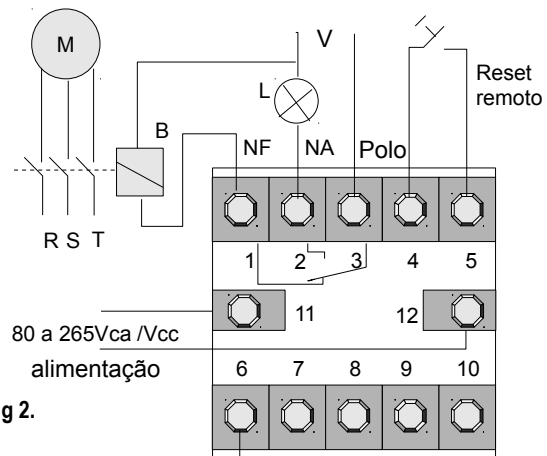 M
V
L
Reset
remoto
B
NF NA Polo
R S T
1 2 3 4 5
11 12
80 a 265Vca /Vcc
alimentação
6 7 8 9 10
g 2.